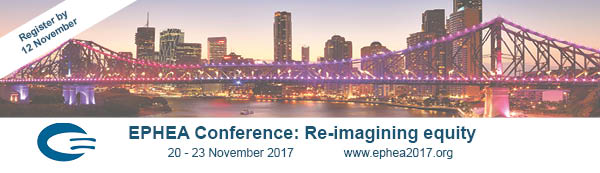 Register by
12 November
EPHEA Conference: Re-imagining equity
20 - 23 November 2017 www.ephea2017.org